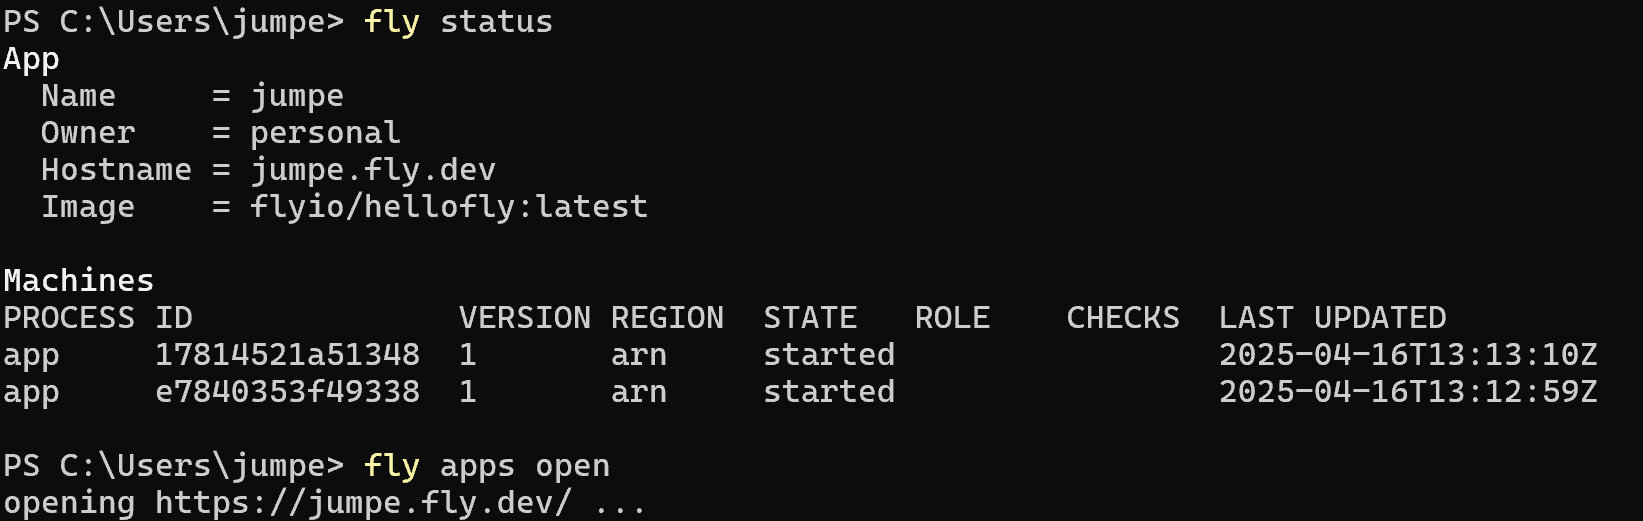 PS C:\Users\jumpe> fly status
App
  Name     = jumpe
  Owner    = personal
  Hostname = jumpe.fly.dev
  Image    = flyio/hellofly:latest

Machines
PROCESS ID              VERSION REGION  STATE   ROLE    CHECKS  LAST UPDATED
app     17814521a51348  1       arn     started                 2025-04-16T13:13:10Z
app     e7840353f49338  1       arn     started                 2025-04-16T13:12:59Z

PS C:\Users\jumpe> fly apps open
opening https://jumpe.fly.dev/ ...